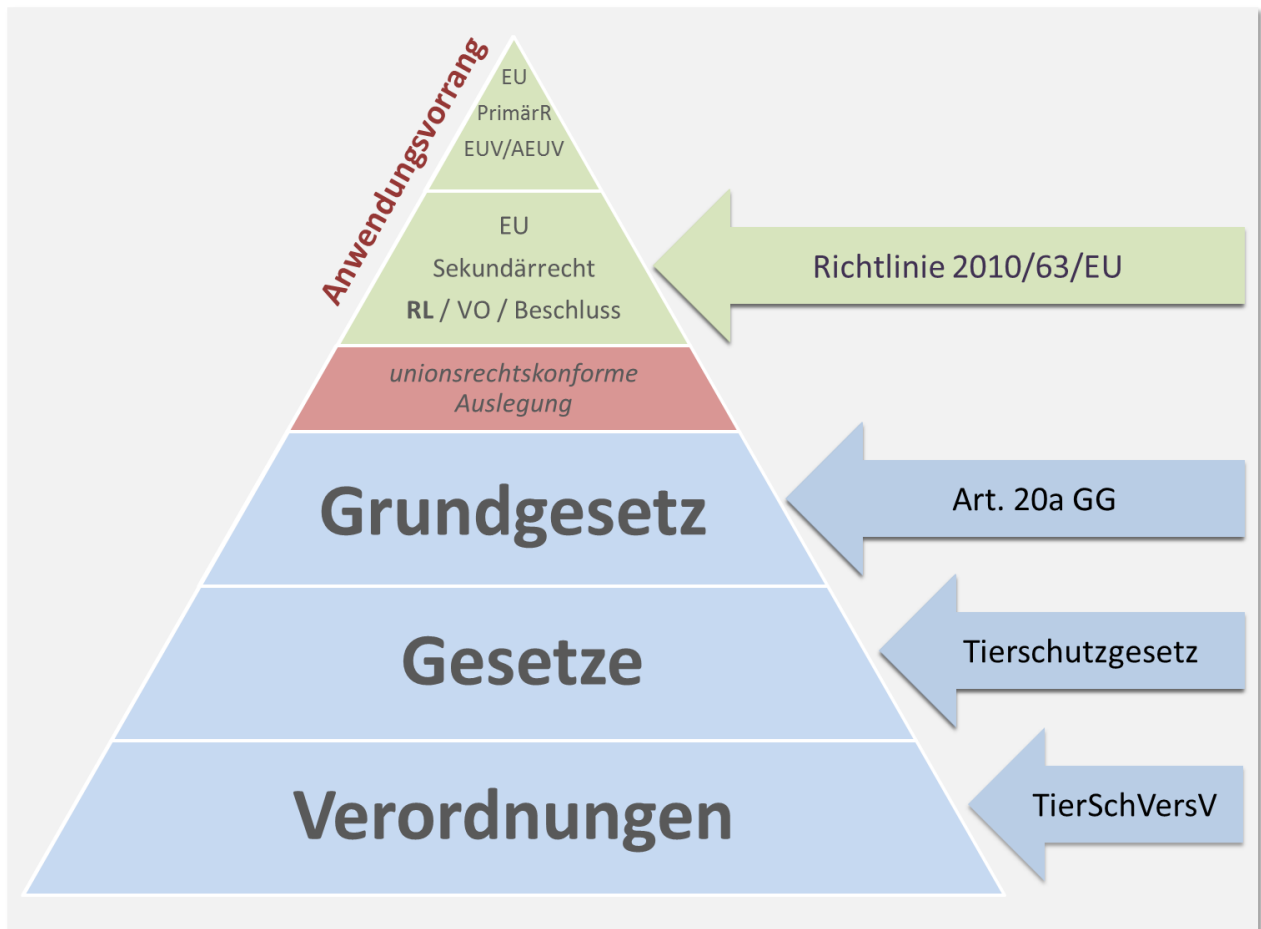 Anwendungsvorrang
EU
PrimärR
EUV/AEUV
EU
Sekundärrecht
RL / VO / Beschluss
Richtlinie 2010/63/EU
unionsrechtskonforme
Auslegung
Grundgesetz
Art. 20a GG
Gesetze
Tierschutzgesetz
Verordnungen
TierSchVersV